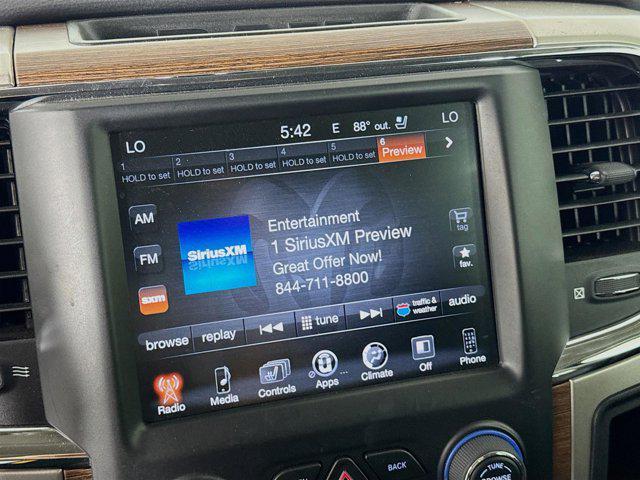 5:42 E 88° out.
LO LO
1 2 3 4 5 6
HOLD to set HOLD to set HOLD to set HOLD to set HOLD to set Preview
AM
FM
sxm
SiriusXM
Entertainment
1 SiriusXM Preview
Great Offer Now!
844-711-8800
tag
fav.
browse replay tune traffic & weather audio
Radio Media Controls Apps Climate Off Phone
BACK
TUNE
BROWSE